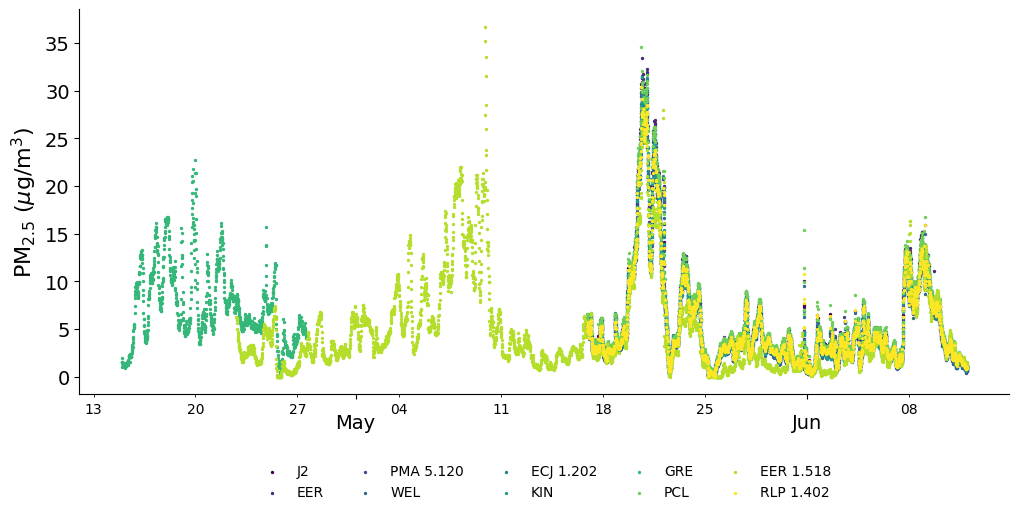 35
30
25
20
15
10
5
0
PM2.5 (μg/m³)
13 20 27 04 11 18 25 08
May Jun
J2 PMA 5.120 ECJ 1.202 GRE EER 1.518
EER WEL KIN PCL RLP 1.402